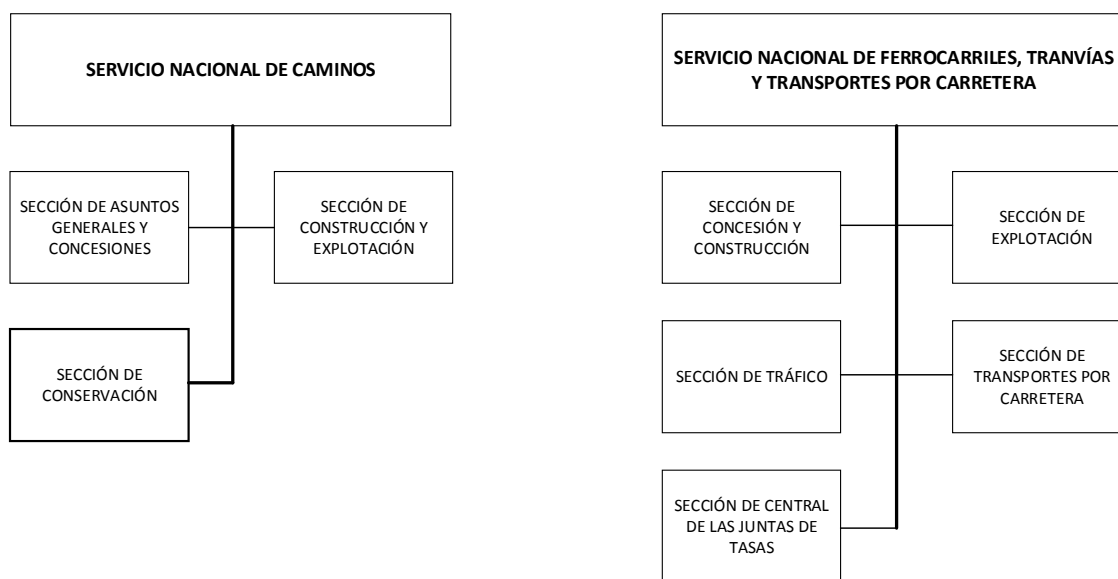 SERVICIO NACIONAL DE CAMINOS
SECCIÓN DE ASUNTOS
GENERALES Y
CONCESIONES
SECCIÓN DE
CONSTRUCCIÓN Y
EXPLOTACIÓN
SECCIÓN DE
CONSERVACIÓN
SERVICIO NACIONAL DE FERROCARRILES, TRANVÍAS
Y TRANSPORTES POR CARRETERA
SECCIÓN DE
CONCESIÓN Y
CONSTRUCCIÓN
SECCIÓN DE
EXPLOTACIÓN
SECCIÓN DE TRÁFICO
SECCIÓN DE
TRANSPORTES POR
CARRETERA
SECCIÓN DE CENTRAL
DE LAS JUNTAS DE
TASAS